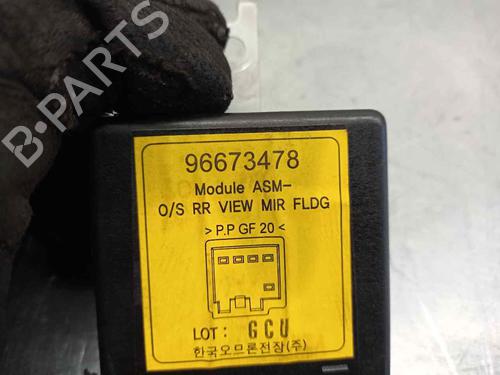 B-PARTS
96673478
Module ASM-
O/S RR VIEW MIR FLDG
> P.P GF 20 <
LOT : GCU
한국오므론전장(주)